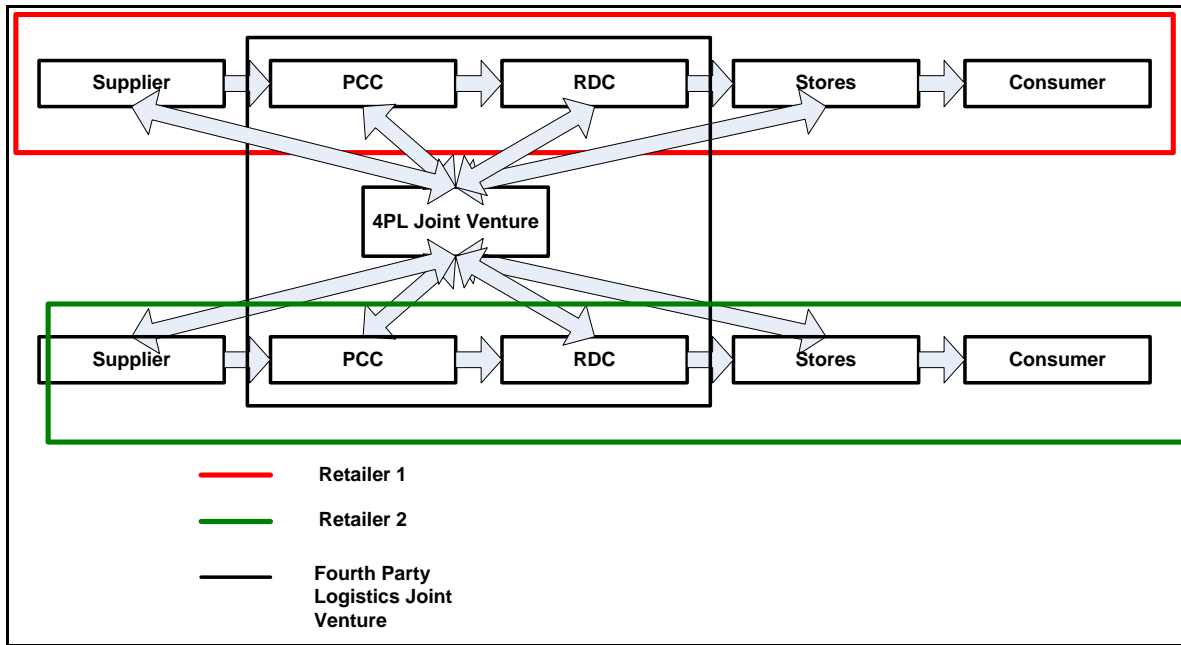 Supplier
PCC
RDC
Stores
Consumer
4PL Joint Venture
Supplier
PCC
RDC
Stores
Consumer
Retailer 1
Retailer 2
Fourth Party
Logistics Joint
Venture